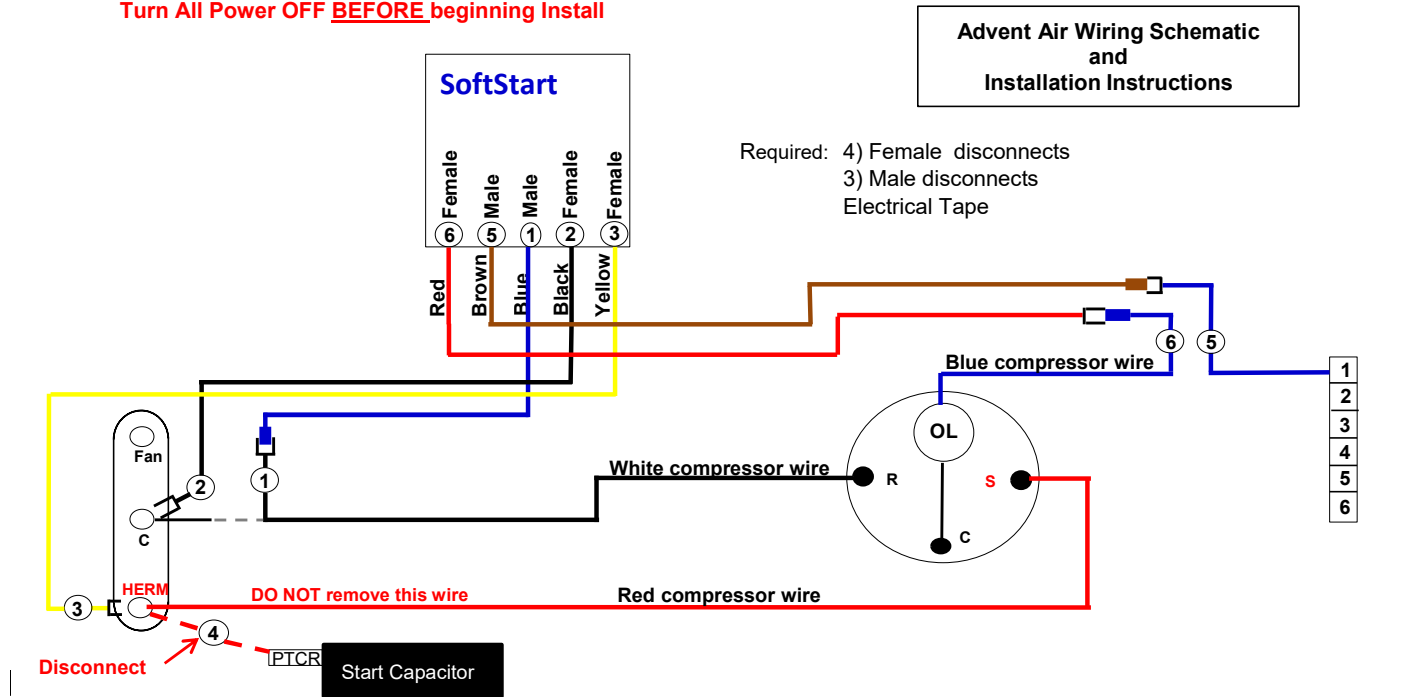 Turn All Power OFF BEFORE beginning Install
Advent Air Wiring Schematic
and
Installation Instructions
SoftStart
Required: 4) Female disconnects
3) Male disconnects
Electrical Tape
Female
Male
Male
Female
Female
6
5
1
2
3
Red
Brown
Blue
Black
Yellow
6
5
Blue compressor wire
1
2
3
4
5
6
OL
Fan
White compressor wire
R
S
2
1
C
C
HERM
DO NOT remove this wire
Red compressor wire
3
4
Disconnect
PTCR
Start Capacitor